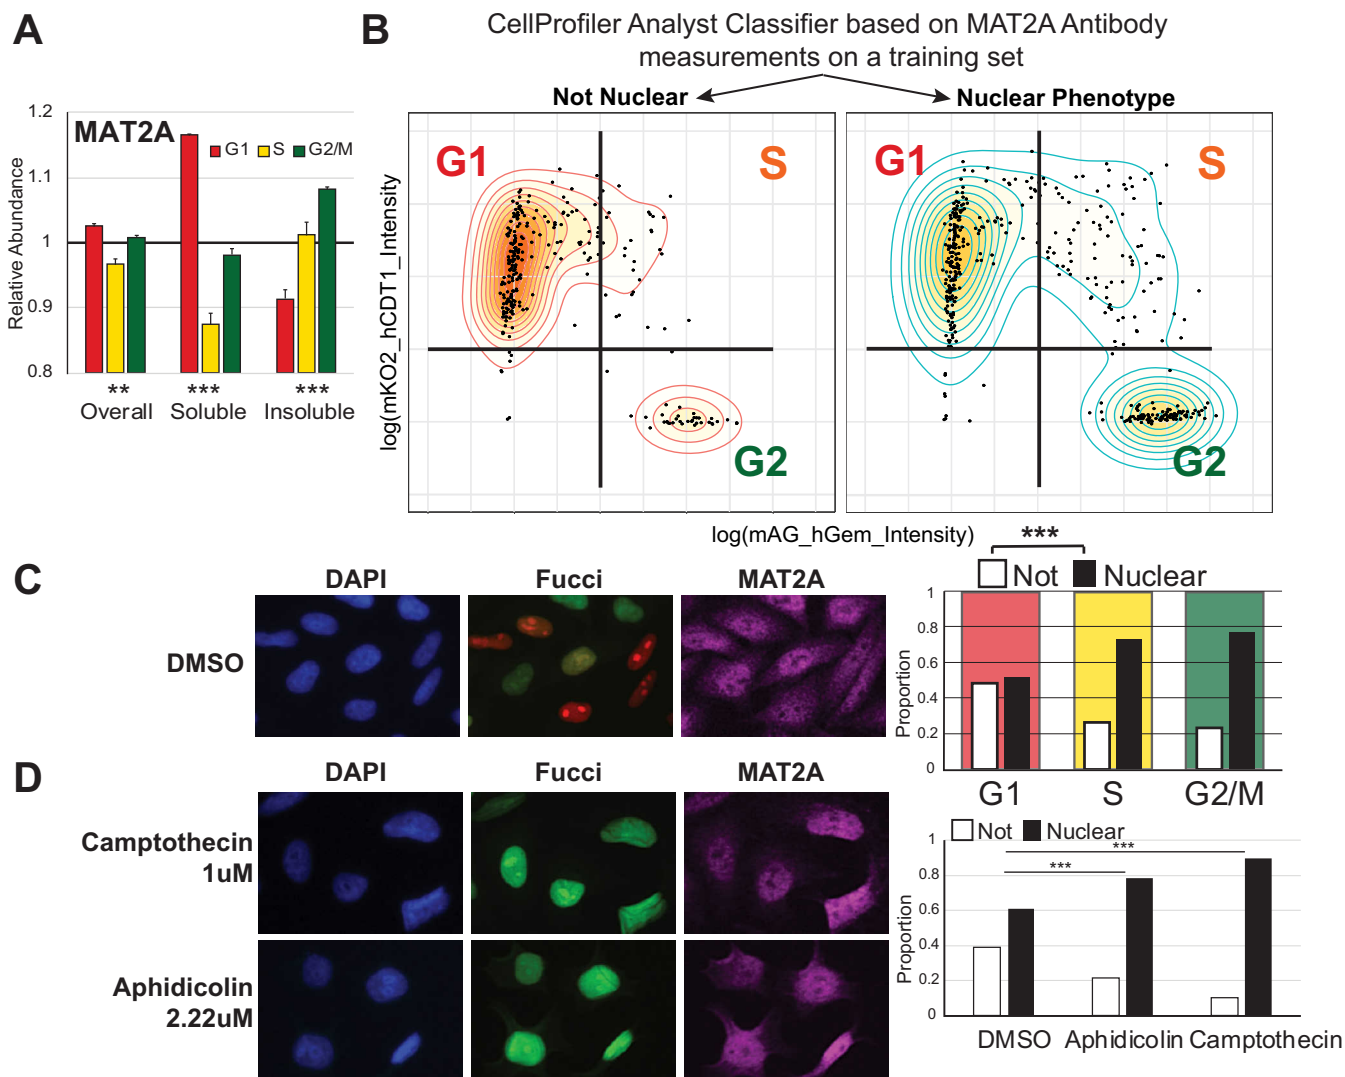 A
B
CellProfiler Analyst Classifier based on MAT2A Antibody
measurements on a training set
Not Nuclear
Nuclear Phenotype
MAT2A
G1 S G2/M
Relative Abundance
1.2
1.1
1
0.9
0.8
** *** ***
Overall Soluble Insoluble
log(mKO2_hCDT1_Intensity)
G1 S
G2
G1 S
G2
log(mAG_hGem_Intensity)
C
DAPI Fucci MAT2A
DMSO
***
Not Nuclear
Proportion
1
0.8
0.6
0.4
0.2
0
G1 S G2/M
D
DAPI Fucci MAT2A
Camptothecin
1uM
Aphidicolin
2.22uM
Not Nuclear
***
***
Proportion
1
0.8
0.6
0.4
0.2
0
DMSO Aphidicolin Camptothecin